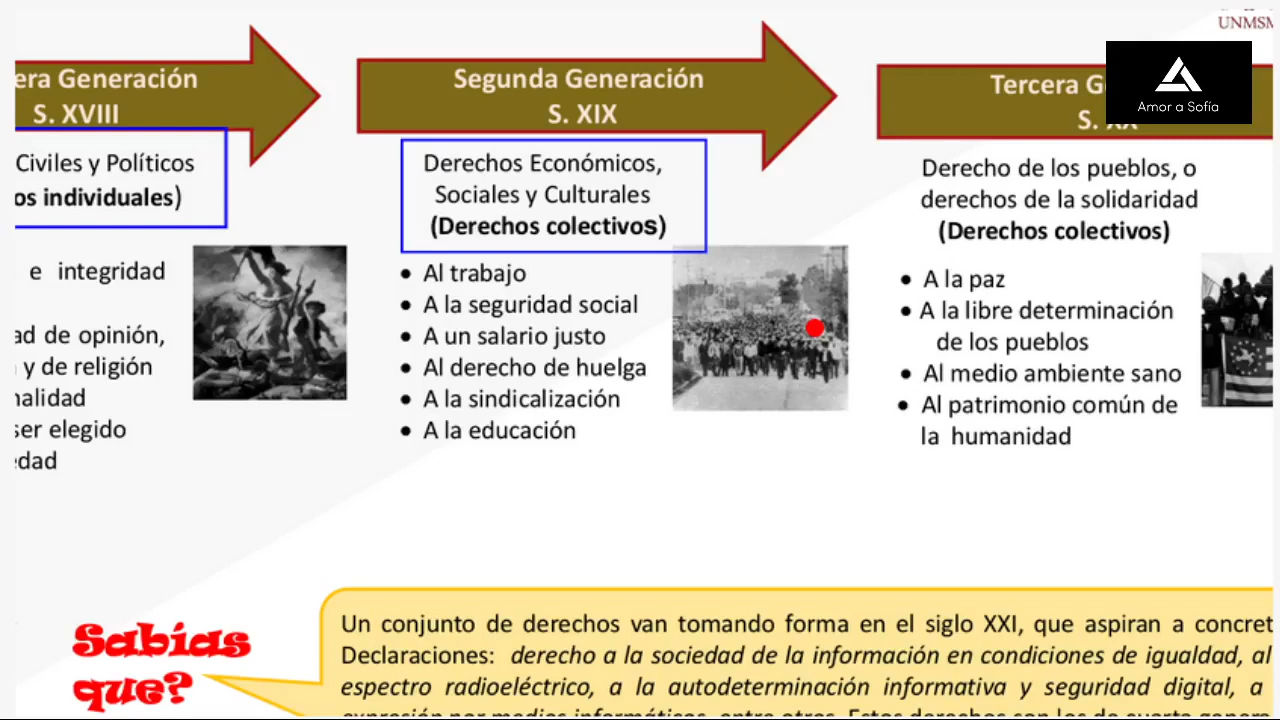 UNMSM
Amor a Sofía
era Generación
S. XVIII
Civiles y Políticos
os individuales)
e integridad
ad de opinión,
y de religión
nalidad
ser elegido
edad
Segunda Generación
S. XIX
Derechos Económicos,
Sociales y Culturales
(Derechos colectivos)
• Al trabajo
• A la seguridad social
• A un salario justo
• Al derecho de huelga
• A la sindicalización
• A la educación
Tercera G
S. XX
Derecho de los pueblos, o
derechos de la solidaridad
(Derechos colectivos)
• A la paz
• A la libre determinación
de los pueblos
• Al medio ambiente sano
• Al patrimonio común de
la humanidad
Sabías
que?
Un conjunto de derechos van tomando forma en el siglo XXI, que aspiran a concret
Declaraciones: derecho a la sociedad de la información en condiciones de igualdad, al
espectro radioeléctrico, a la autodeterminación informativa y seguridad digital, a